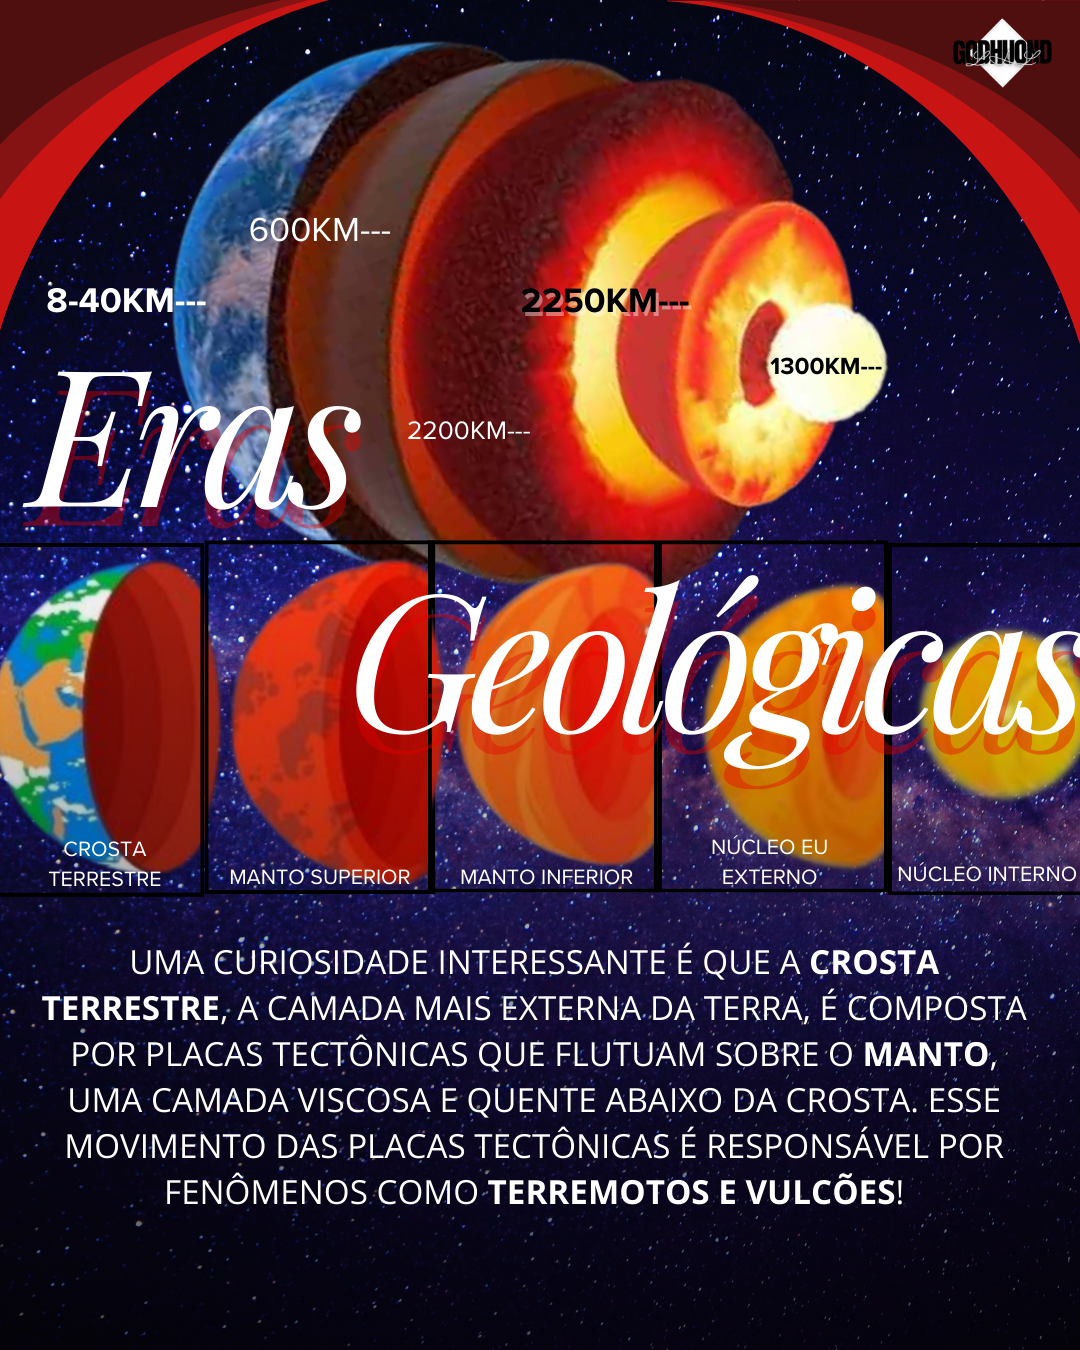 GODHUOND
600KM---
8-40KM---
2250KM---
1300KM---
2200KM---
Eras
Geológicas
CROSTA
TERRESTRE
MANTO SUPERIOR
MANTO INFERIOR
NÚCLEO EU
EXTERNO
NÚCLEO INTERNO
UMA CURIOSIDADE INTERESSANTE É QUE A CROSTA
TERRESTRE, A CAMADA MAIS EXTERNA DA TERRA, É COMPOSTA
POR PLACAS TECTÔNICAS QUE FLUTUAM SOBRE O MANTO,
UMA CAMADA VISCOSA E QUENTE ABAIXO DA CROSTA. ESSE
MOVIMENTO DAS PLACAS TECTÔNICAS É RESPONSÁVEL POR
FENÔMENOS COMO TERREMOTOS E VULCÕES!